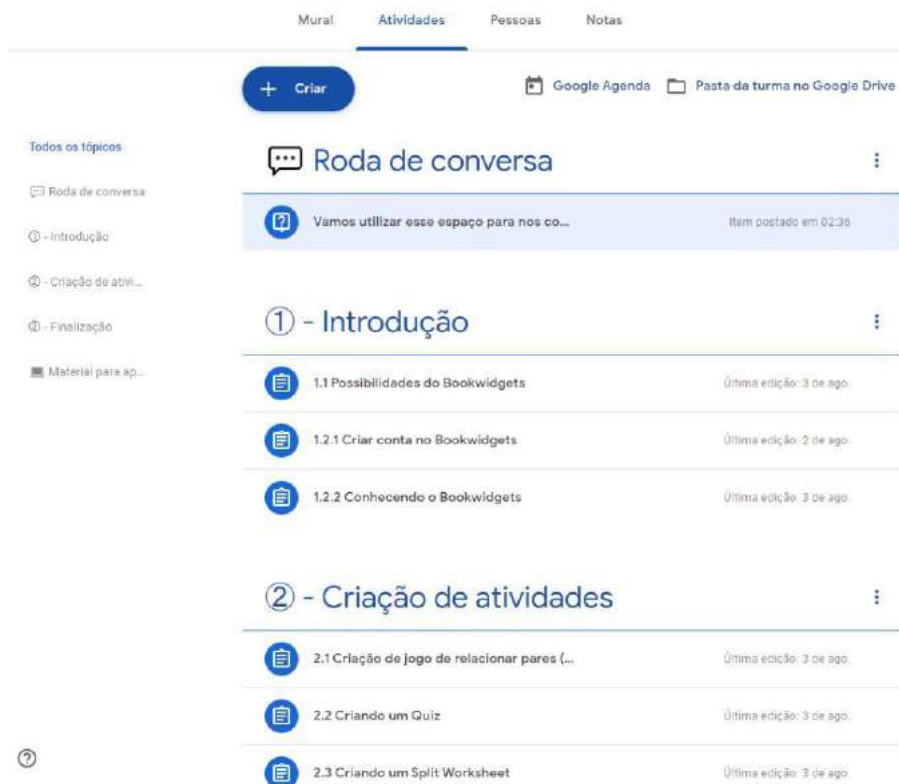 Mural Atividades Pessoas Notas
+ Criar
Google Agenda Pasta da turma no Google Drive
Todos os tópicos
Roda de conversa
① - Introdução
② - Criação de ativi...
③ - Finalização
Material para ap...
Roda de conversa
Vamos utilizar esse espaço para nos co... Item postado em 02:36
① - Introdução
1.1 Possibilidades do Bookwidgets Última edição: 3 de ago.
1.2.1 Criar conta no Bookwidgets Última edição: 2 de ago.
1.2.2 Conhecendo o Bookwidgets Última edição: 3 de ago.
② - Criação de atividades
2.1 Criação de jogo de relacionar pares (... Última edição: 3 de ago.
2.2 Criando um Quiz Última edição: 3 de ago.
2.3 Criando um Split Worksheet Última edição: 3 de ago.